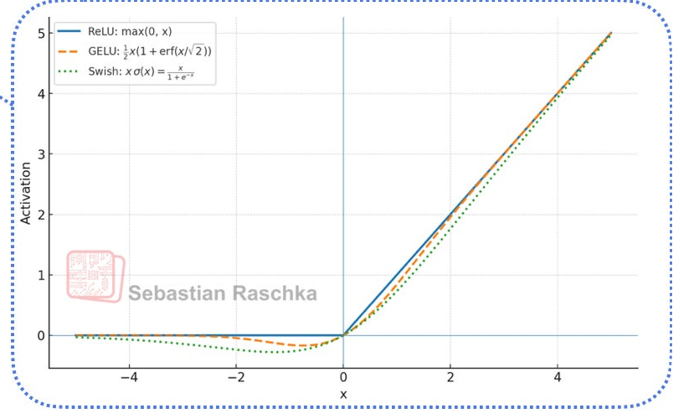 ReLU: max(0, x)
GELU: ½x(1 + erf(x/√2))
Swish: x σ(x) = x/(1+e⁻ˣ)
5
4
3
2
1
0
Activation
Sebastian Raschka
−4 −2 0 2 4
x